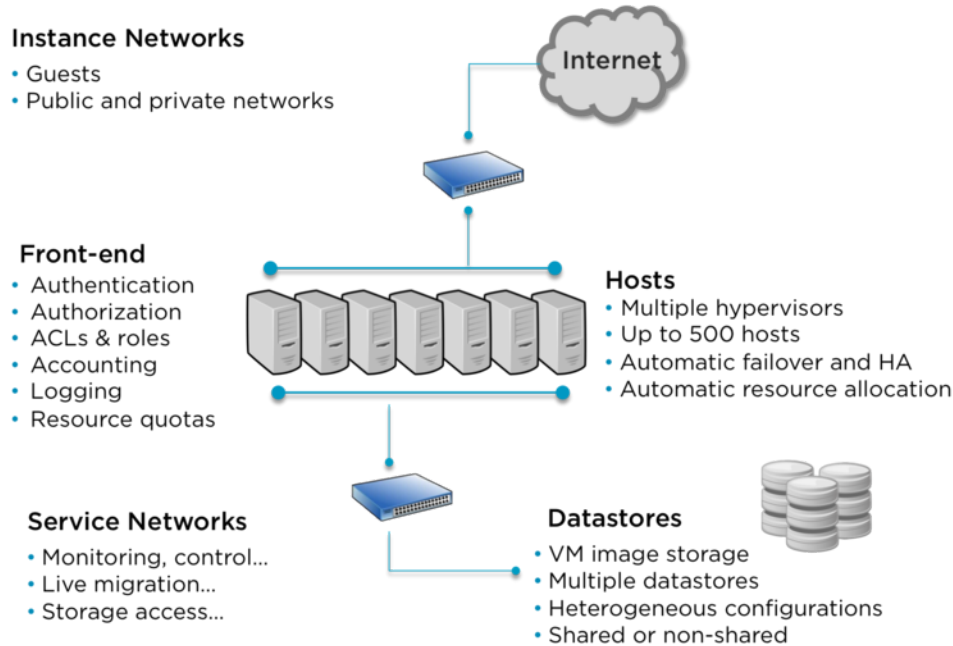 Instance Networks
• Guests
• Public and private networks
Internet
Front-end
• Authentication
• Authorization
• ACLs & roles
• Accounting
• Logging
• Resource quotas
Hosts
• Multiple hypervisors
• Up to 500 hosts
• Automatic failover and HA
• Automatic resource allocation
Service Networks
• Monitoring, control...
• Live migration...
• Storage access...
Datastores
• VM image storage
• Multiple datastores
• Heterogeneous configurations
• Shared or non-shared